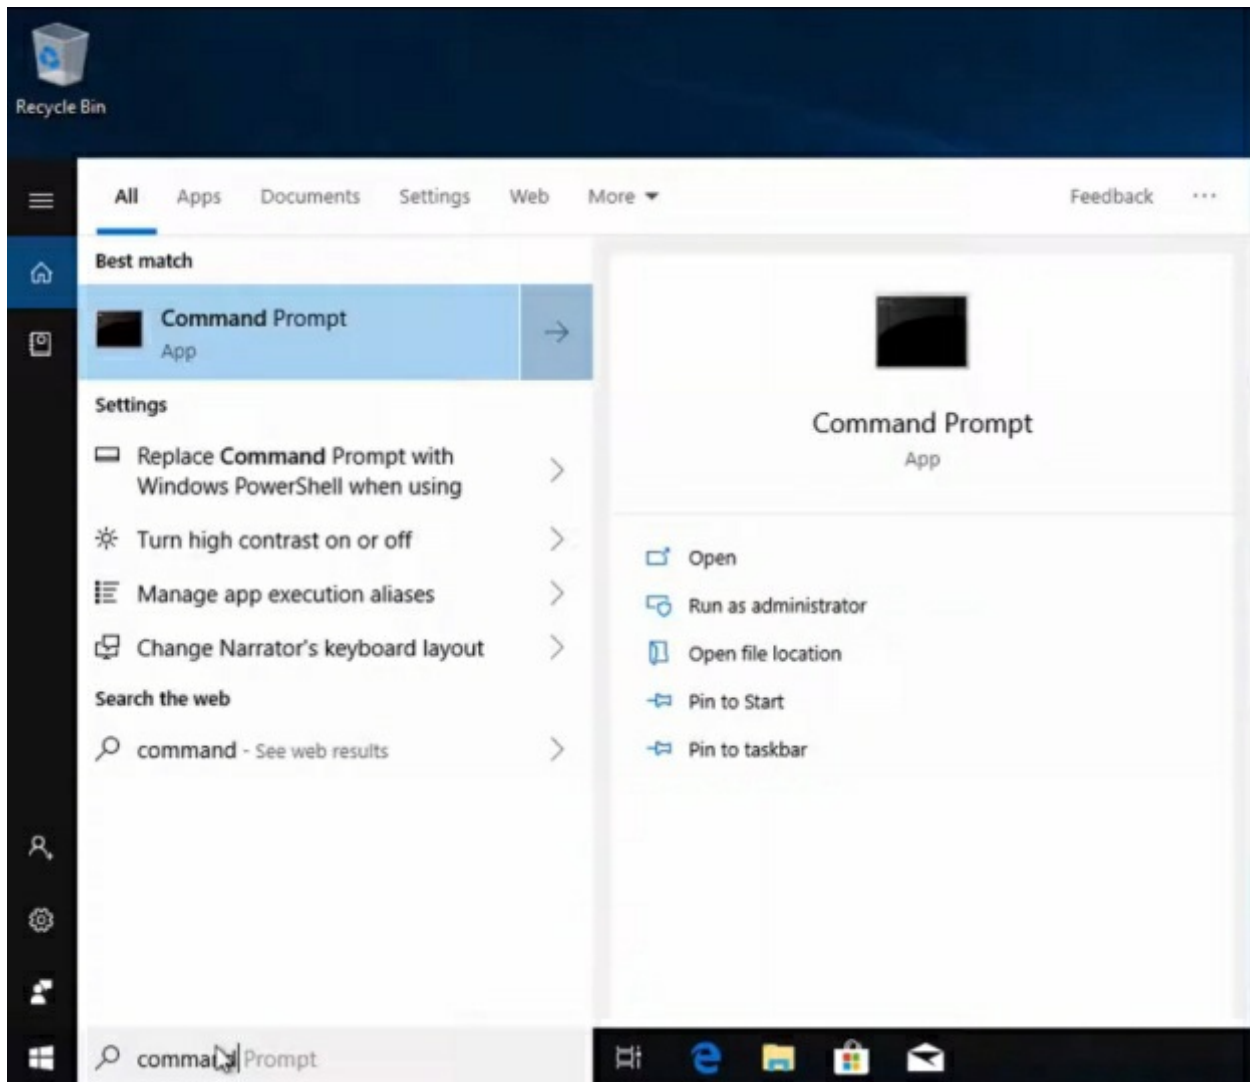 Recycle Bin
All Apps Documents Settings Web More Feedback ...
Best match
Command Prompt
App
Settings
Replace Command Prompt with
Windows PowerShell when using
Turn high contrast on or off
Manage app execution aliases
Change Narrator's keyboard layout
Search the web
command - See web results
Command Prompt
App
Open
Run as administrator
Open file location
Pin to Start
Pin to taskbar
command Prompt